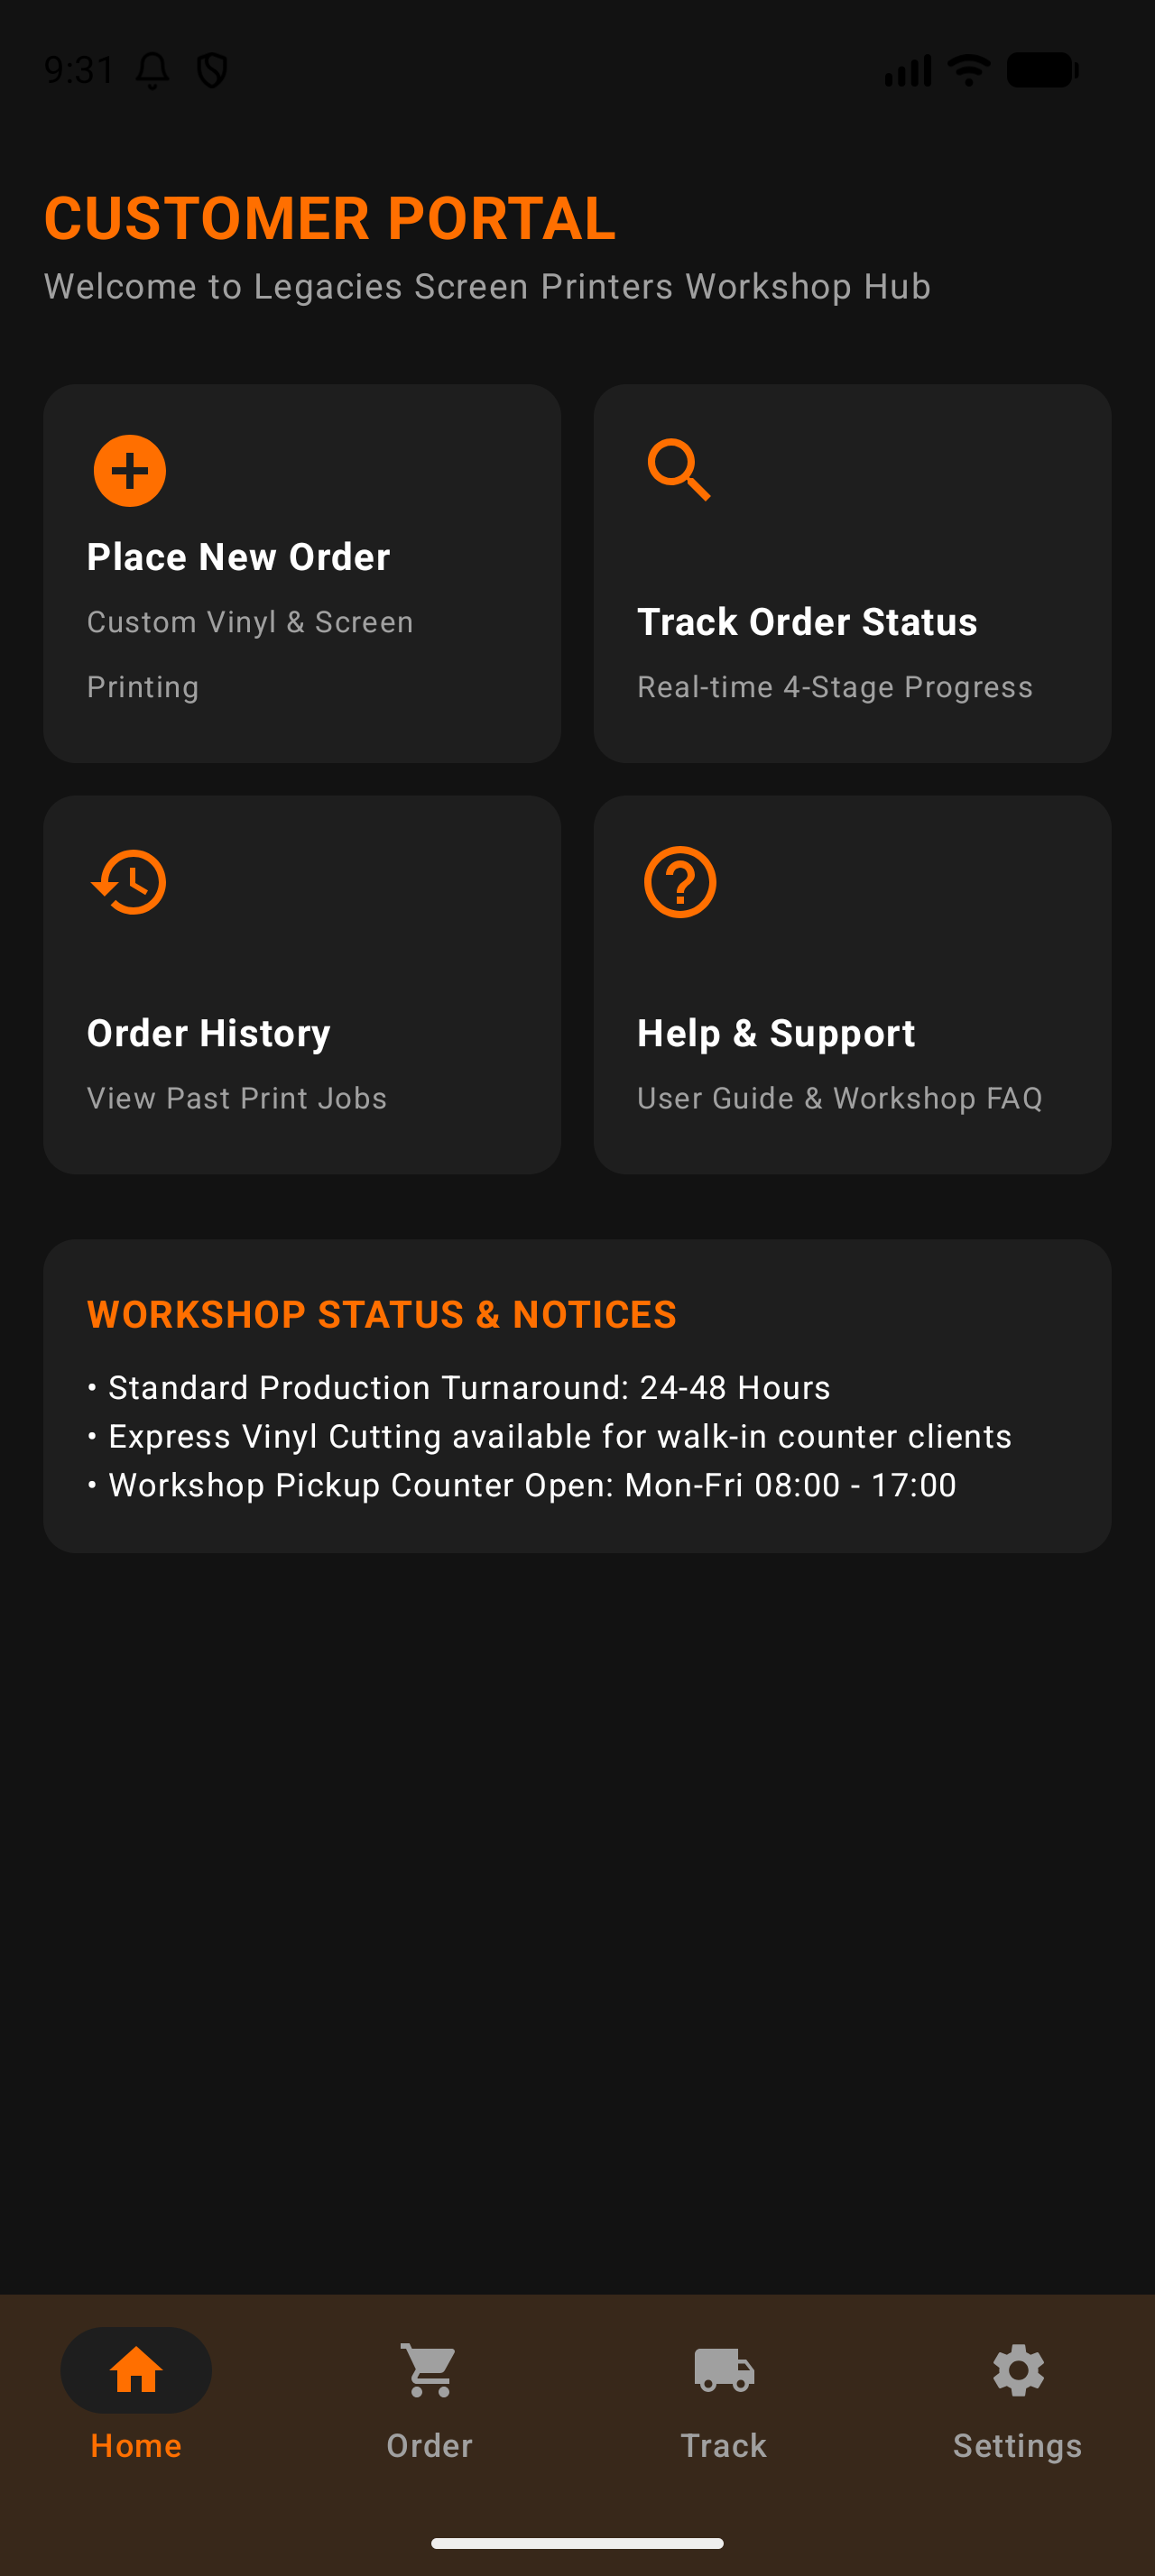 9:31
CUSTOMER PORTAL
Welcome to Legacies Screen Printers Workshop Hub
Place New Order
Custom Vinyl & Screen
Printing
Track Order Status
Real-time 4-Stage Progress
Order History
View Past Print Jobs
Help & Support
User Guide & Workshop FAQ
WORKSHOP STATUS & NOTICES
• Standard Production Turnaround: 24-48 Hours
• Express Vinyl Cutting available for walk-in counter clients
• Workshop Pickup Counter Open: Mon-Fri 08:00 - 17:00
Home
Order
Track
Settings